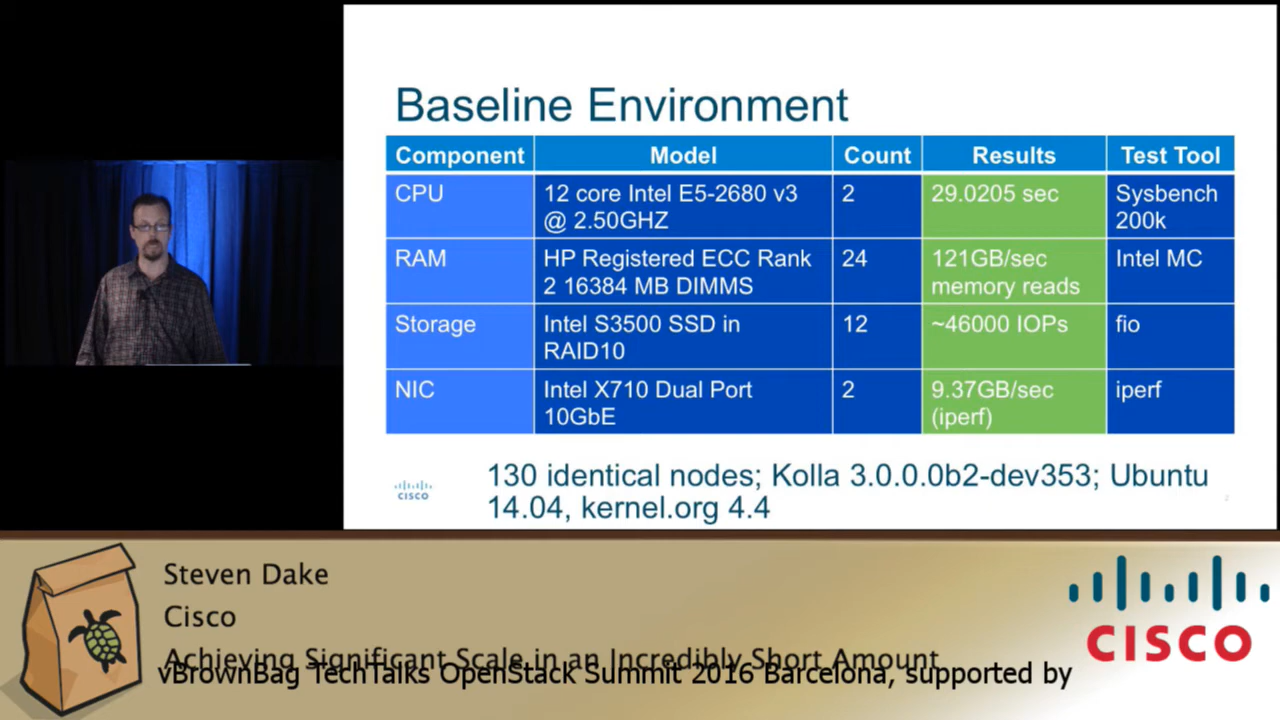 Baseline Environment
Component Model Count Results Test Tool
CPU 12 core Intel E5-2680 v3 @ 2.50GHZ 2 29.0205 sec Sysbench 200k
RAM HP Registered ECC Rank 2 16384 MB DIMMS 24 121GB/sec memory reads Intel MC
Storage Intel S3500 SSD in RAID10 12 ~46000 IOPs fio
NIC Intel X710 Dual Port 10GbE 2 9.37GB/sec (iperf) iperf
CISCO
130 identical nodes; Kolla 3.0.0.0b2-dev353; Ubuntu
14.04, kernel.org 4.4
2
Steven Dake
Cisco
Achieving Significant Scale in an Incredibly Short Amount
vBrownBag TechTalks OpenStack Summit 2016 Barcelona, supported by
CISCO